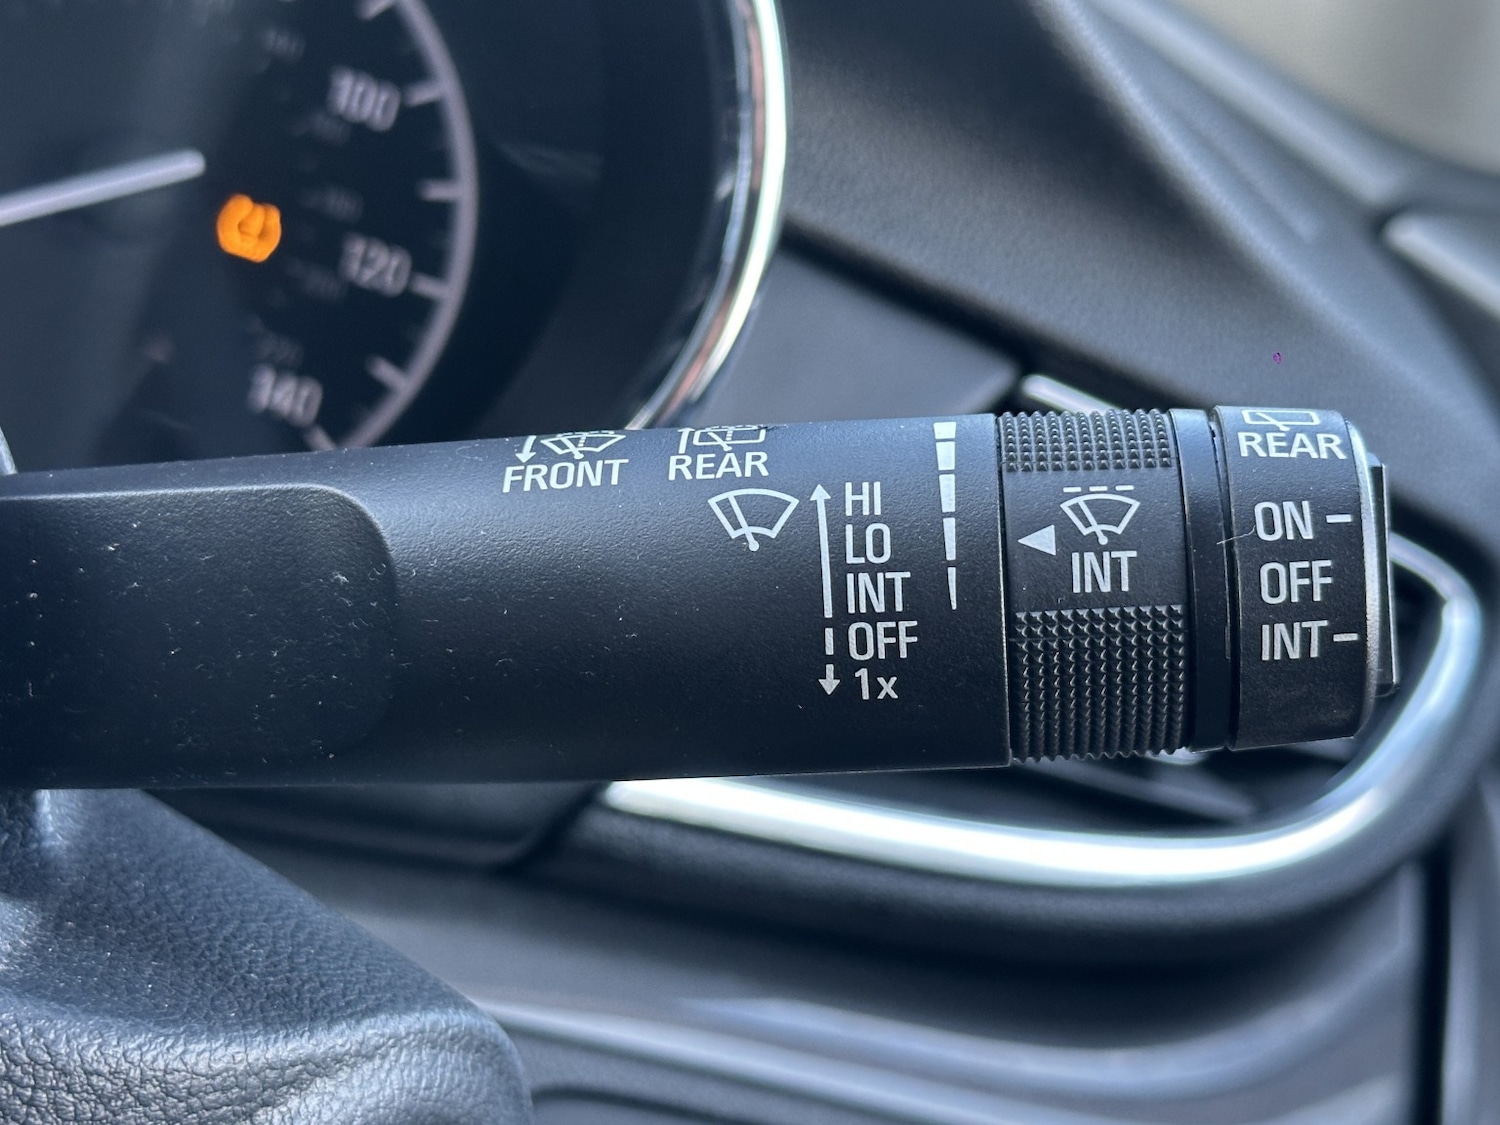 100
120
140
FRONT
REAR
HI
LO
INT
OFF
1x
INT
REAR
ON
OFF
INT